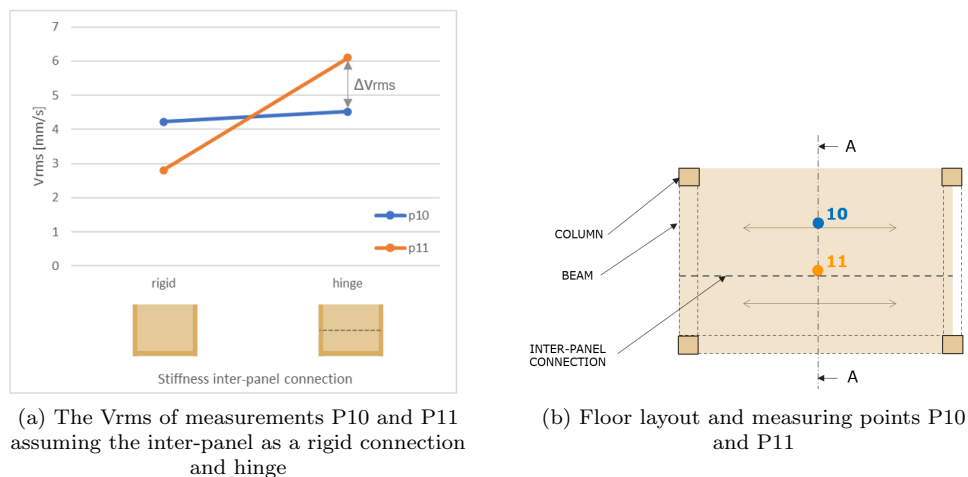 7
6
5
4
3
2
1
0
Vrms [mm/s]
ΔVrms
p10
p11
rigid
hinge
Stiffness inter-panel connection
(a) The Vrms of measurements P10 and P11
assuming the inter-panel as a rigid connection
and hinge
A
10
COLUMN
11
BEAM
INTER-PANEL
CONNECTION
A
(b) Floor layout and measuring points P10
and P11